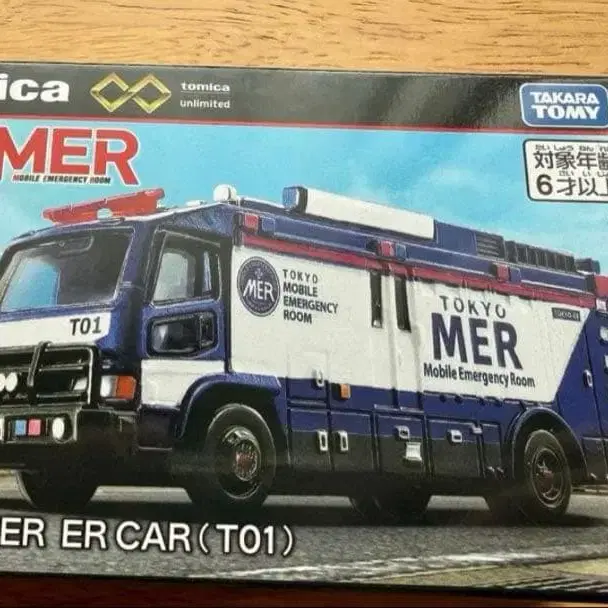 ica
tomica
unlimited
TAKARA
TOMY
MER
MOBILE EMERGENCY ROOM
対象年齢
6才以上
T01
MER
TOKYO
MOBILE
EMERGENCY
ROOM
TOKYO
MER
Mobile Emergency Room
ER ER CAR (T01)